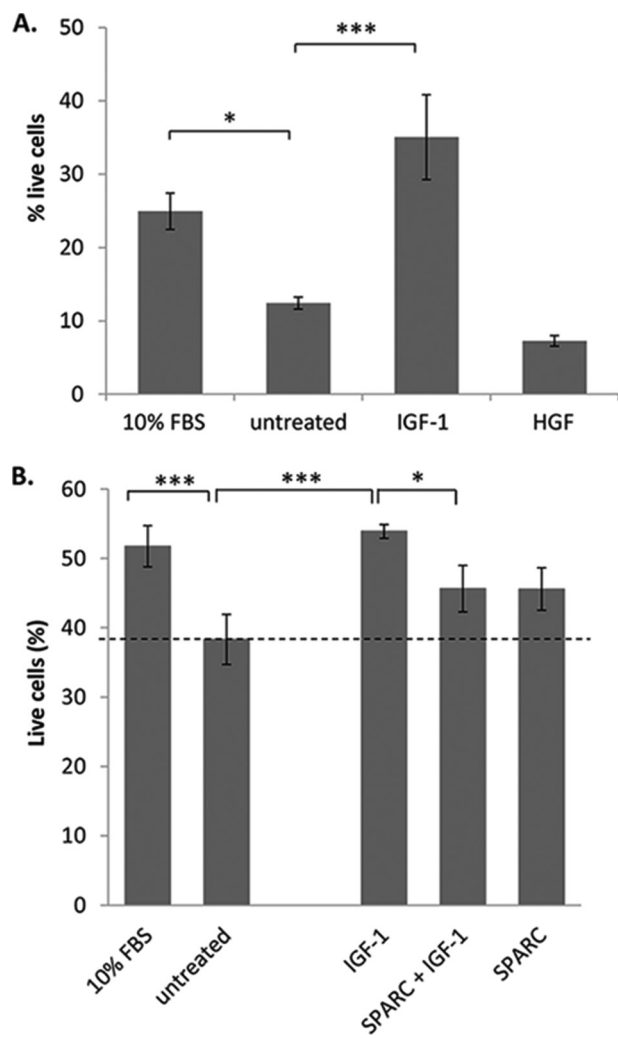 A.
50
40
30
20
10
0
% live cells
*
***
10% FBS
untreated
IGF-1
HGF
B.
60
50
40
30
20
10
0
Live cells (%)
***
***
*
10% FBS
untreated
IGF-1
SPARC + IGF-1
SPARC